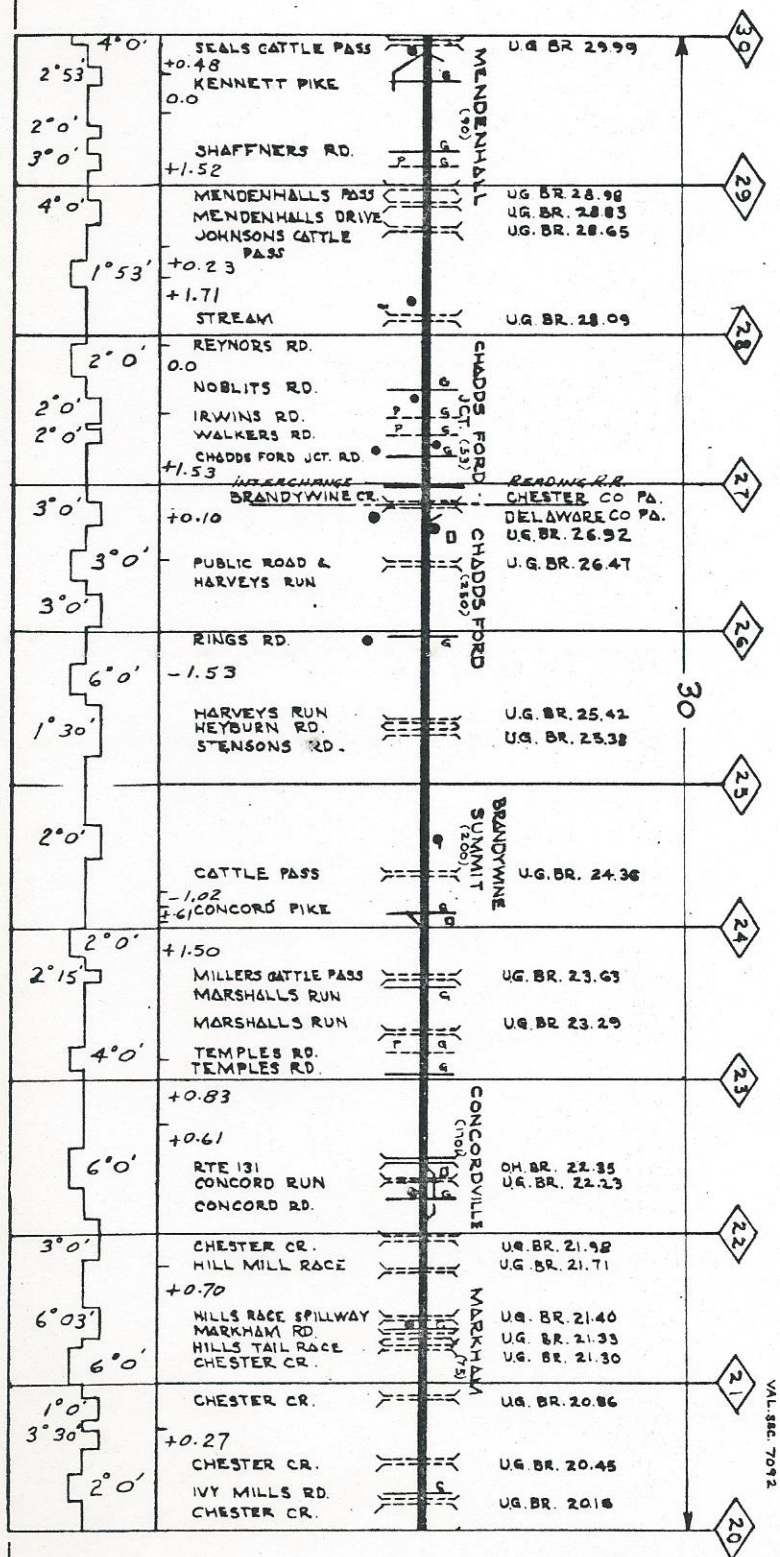 30
4°0' SEALS CATTLE PASS U.G BR 29.99
+0.48
2°53' KENNETT PIKE
0.0
MENDENHALL
(90)
2°0'
3°0' SHAFFNERS RD. G
P G
+1.52
29
4°0' MENDENHALLS PASS U.G. BR. 28.98
MENDENHALLS DRIVE U.G. BR. 28.83
JOHNSONS CATTLE U.G. BR. 28.65
PASS
1°53' +0.23
+1.71
STREAM U.G. BR. 28.09
28
REYNORS RD.
2°0' 0.0
NOBLITS RD. G
2°0' IRWINS RD. P G
2°0' WALKERS RD. P G
CHADDS FORD JCT. RD. G
CHADDS FORD
JCT. (53)
+1.53
27
INTERCHANGE READING R.R.
BRANDYWINE CR. CHESTER CO PA.
3°0' +0.10 DELAWARE CO PA.
U.G. BR. 26.92
3°0' PUBLIC ROAD & U.G. BR. 26.47
HARVEYS RUN
CHADDS FORD
(250)
3°0'
26
RINGS RD. G
6°0' -1.53
30
1°30' HARVEYS RUN U.G. BR. 25.42
HEYBURN RD.
STENSONS RD. U.G. BR. 25.38
25
2°0'
BRANDYWINE
SUMMIT
(200)
CATTLE PASS U.G. BR. 24.36
-1.02
+.61 CONCORD PIKE G
24
2°0' +1.50
2°15' MILLERS CATTLE PASS U.G. BR. 23.63
MARSHALLS RUN G
MARSHALLS RUN U.G. BR 23.29
4°0' TEMPLES RD. P G
TEMPLES RD. G
23
+0.83
CONCORDVILLE
+0.61
6°0' RTE 131 O.H. BR. 22.35
CONCORD RUN U.G. BR. 22.23
CONCORD RD. G
22
3°0' CHESTER CR. U.G. BR. 21.98
HILL MILL RACE U.G. BR. 21.71
+0.70
MARKHAM
(75)
6°03' HILLS RACE SPILLWAY U.G. BR. 21.40
MARKHAM RD.
HILLS TAIL RACE U.G. BR. 21.33
6°0' CHESTER CR. U.G. BR. 21.30
21
1°0' CHESTER CR. U.G. BR. 20.86
3°30' +0.27
CHESTER CR. U.G. BR. 20.45
2°0' IVY MILLS RD. G
CHESTER CR. U.G. BR. 20.16
20
VAL. SEC. 7092